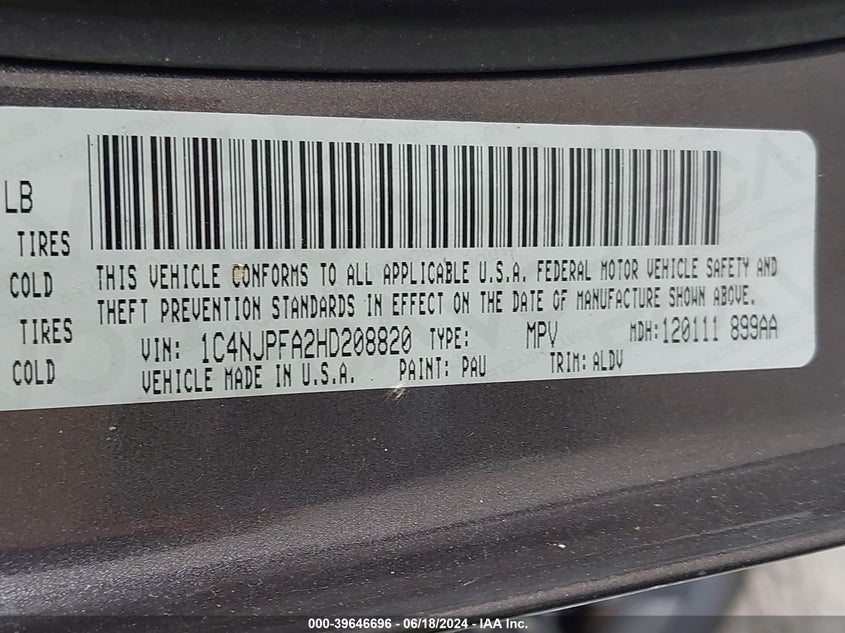 LB
TIRES
COLD
TIRES
COLD
THIS VEHICLE CONFORMS TO ALL APPLICABLE U.S.A. FEDERAL MOTOR VEHICLE SAFETY AND
THEFT PREVENTION STANDARDS IN EFFECT ON THE DATE OF MANUFACTURE SHOWN ABOVE.
VIN: 1C4NJPFA2HD208820 TYPE: MPV MDH:120111 899AA
VEHICLE MADE IN U.S.A. PAINT: PAU TRIM: ALDV
000-39646696 - 06/18/2024 - IAA Inc.